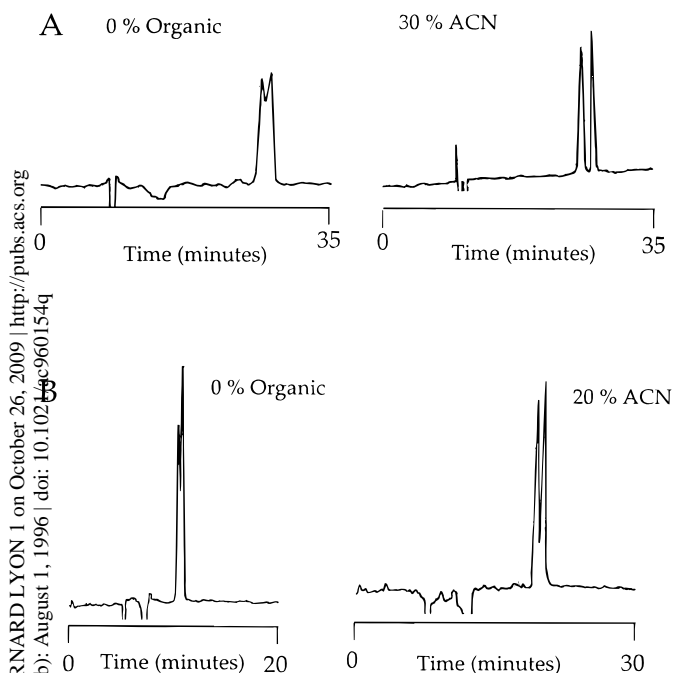 A
0 % Organic
30 % ACN
0
35
Time (minutes)
0
35
Time (minutes)
B
0 % Organic
20 % ACN
0
Time (minutes)
20
0
Time (minutes)
30
RNARD LYON 1 on October 26, 2009 | http://pubs.acs.org
b): August 1, 1996 | doi: 10.1021/ac960154q